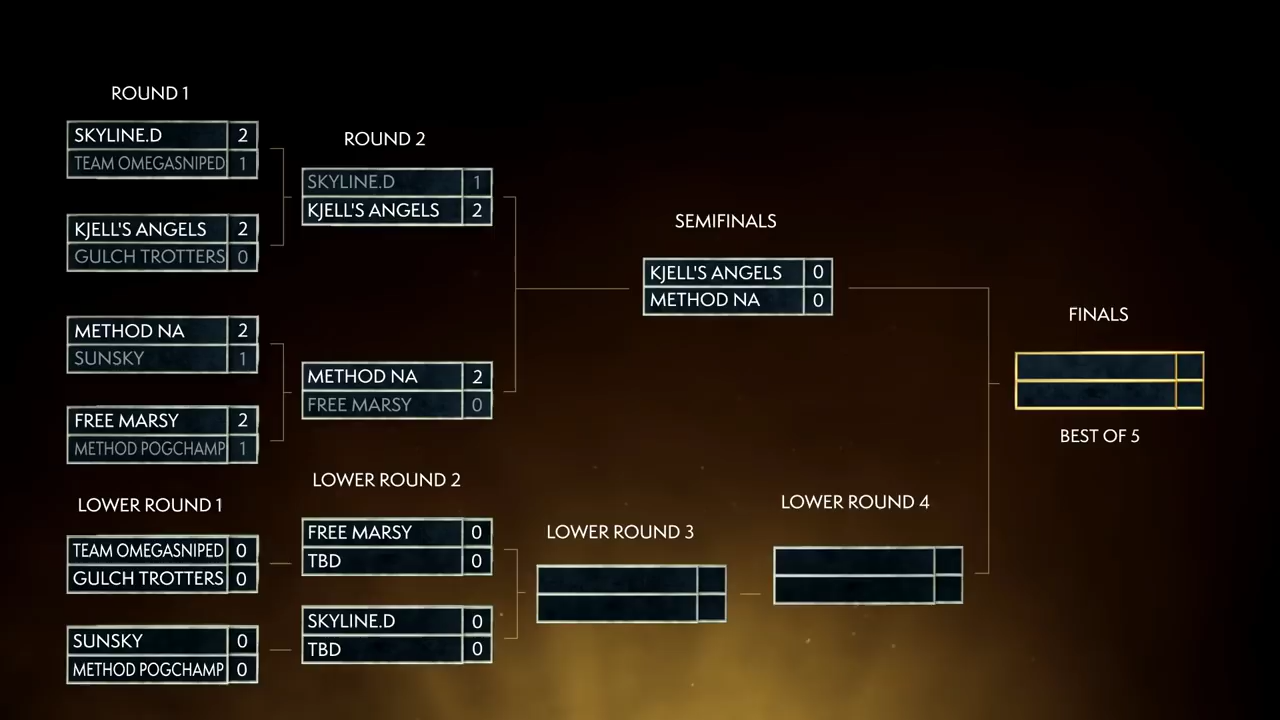 ROUND 1
SKYLINE.D 2
TEAM OMEGASNIPED 1
KJELL'S ANGELS 2
GULCH TROTTERS 0
METHOD NA 2
SUNSKY 1
FREE MARSY 2
METHOD POGCHAMP 1
ROUND 2
SKYLINE.D 1
KJELL'S ANGELS 2
METHOD NA 2
FREE MARSY 0
SEMIFINALS
KJELL'S ANGELS 0
METHOD NA 0
FINALS
BEST OF 5
LOWER ROUND 1
TEAM OMEGASNIPED 0
GULCH TROTTERS 0
SUNSKY 0
METHOD POGCHAMP 0
LOWER ROUND 2
FREE MARSY 0
TBD 0
SKYLINE.D 0
TBD 0
LOWER ROUND 3
LOWER ROUND 4